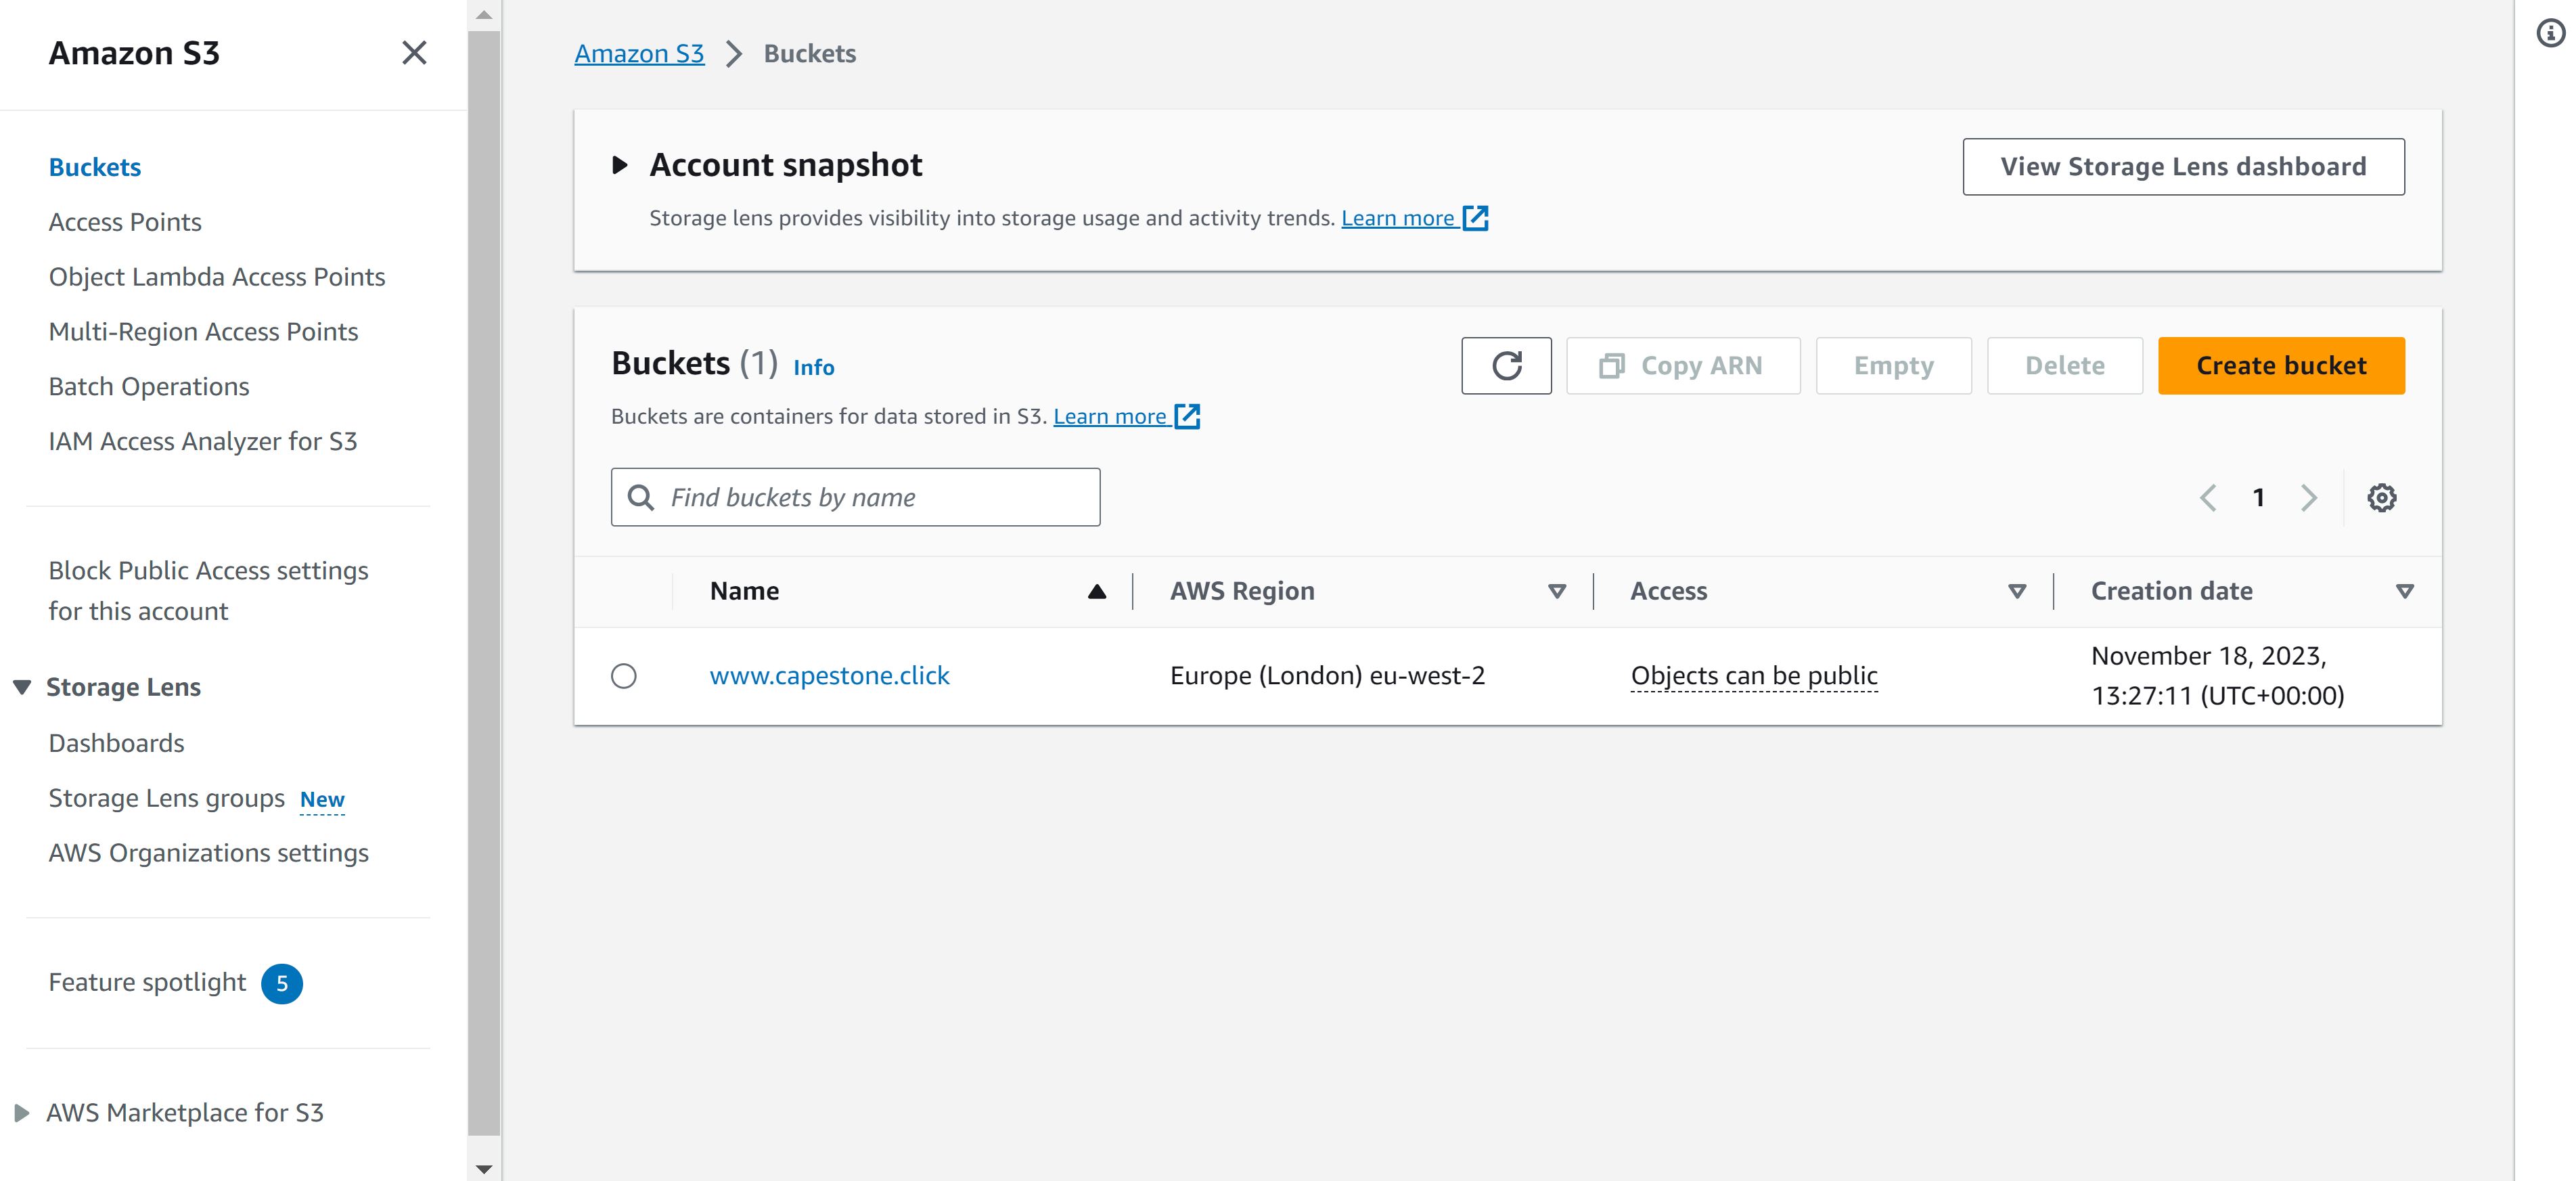 Amazon S3
Buckets
Access Points
Object Lambda Access Points
Multi-Region Access Points
Batch Operations
IAM Access Analyzer for S3
Block Public Access settings
for this account
Storage Lens
Dashboards
Storage Lens groups New
AWS Organizations settings
Feature spotlight 5
AWS Marketplace for S3
Amazon S3 Buckets
Account snapshot
View Storage Lens dashboard
Storage lens provides visibility into storage usage and activity trends. Learn more
Buckets (1) Info
Copy ARN Empty Delete Create bucket
Buckets are containers for data stored in S3. Learn more
Find buckets by name
1
Name AWS Region Access Creation date
www.capestone.click Europe (London) eu-west-2 Objects can be public November 18, 2023,
13:27:11 (UTC+00:00)